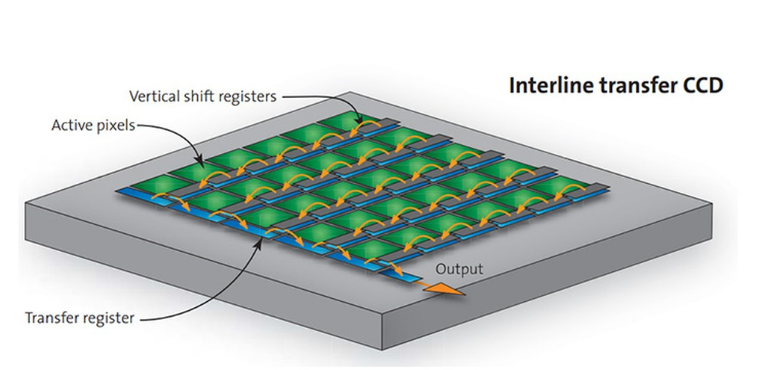 Interline transfer CCD
Vertical shift registers
Active pixels
Output
Transfer register